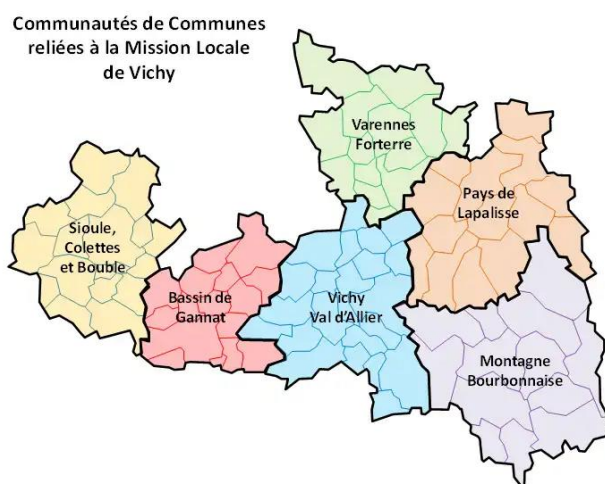 Communautés de Communes
reliées à la Mission Locale
de Vichy
Varennes
Forterre
Pays de
Lapalisse
Sioule,
Colettes
et Bouble
Bassin de
Gannat
Vichy
Val d'Allier
Montagne
Bourbonnaise